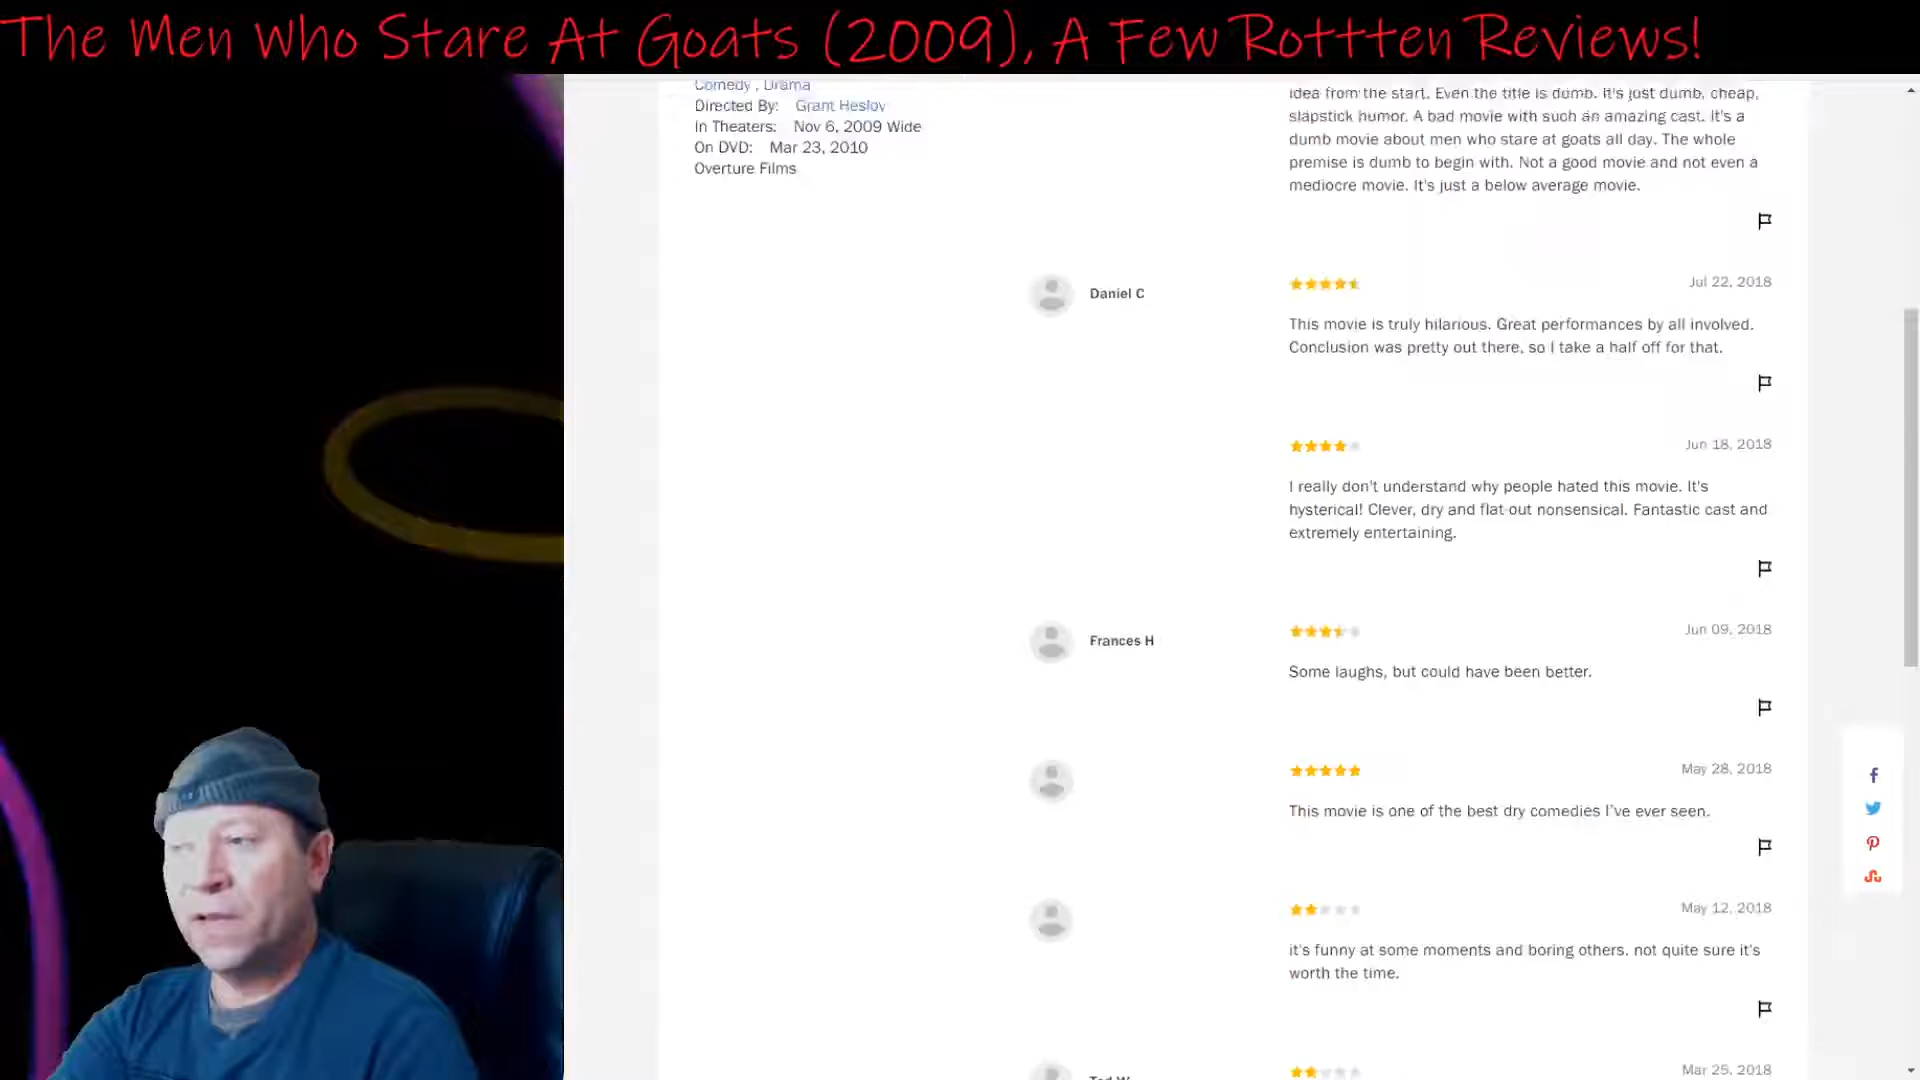 The Men Who Stare At Goats (2009), A Few Rottten Reviews!
Comedy , Drama
Directed By: Grant Heslov
In Theaters: Nov 6, 2009 Wide
On DVD: Mar 23, 2010
Overture Films
idea from the start. Even the title is dumb. It's just dumb, cheap,
slapstick humor. A bad movie with such an amazing cast. It's a
dumb movie about men who stare at goats all day. The whole
premise is dumb to begin with. Not a good movie and not even a
mediocre movie. It's just a below average movie.
Daniel C
Jul 22, 2018
This movie is truly hilarious. Great performances by all involved.
Conclusion was pretty out there, so I take a half off for that.
Jun 18, 2018
I really don't understand why people hated this movie. It's
hysterical! Clever, dry and flat-out nonsensical. Fantastic cast and
extremely entertaining.
Frances H
Jun 09, 2018
Some laughs, but could have been better.
May 28, 2018
This movie is one of the best dry comedies I've ever seen.
May 12, 2018
it's funny at some moments and boring others. not quite sure it's
worth the time.
Mar 25, 2018